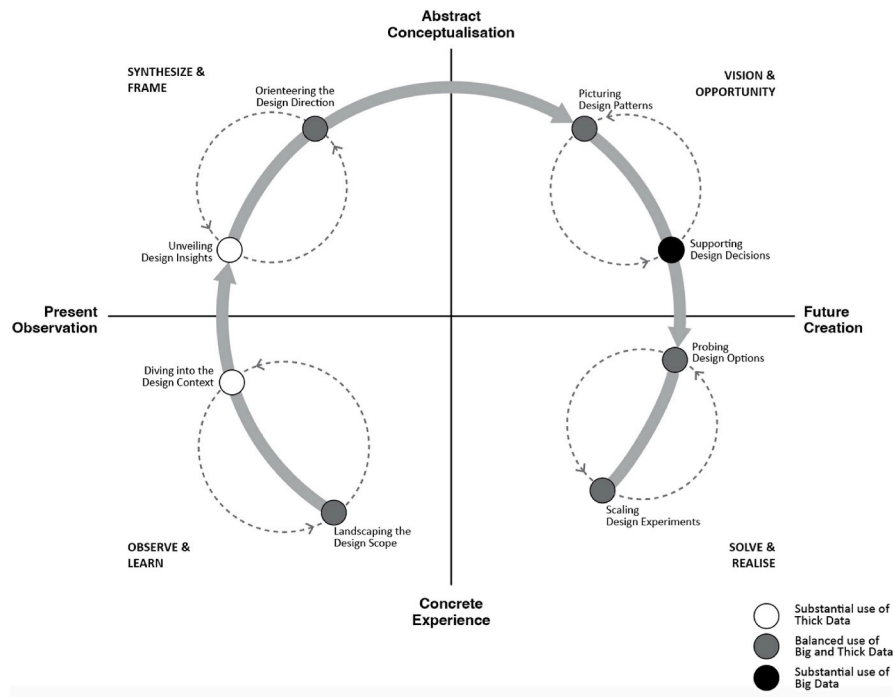 Abstract
Conceptualisation
SYNTHESIZE &
FRAME
Orienteering the
Design Direction
Picturing
Design Patterns
VISION &
OPPORTUNITY
Unveiling
Design Insights
Supporting
Design Decisions
Present
Observation
Future
Creation
Diving into the
Design Context
Probing
Design Options
Landscaping the
Design Scope
Scaling
Design Experiments
OBSERVE &
LEARN
SOLVE &
REALISE
Concrete
Experience
Substantial use of
Thick Data
Balanced use of
Big and Thick Data
Substantial use of
Big Data